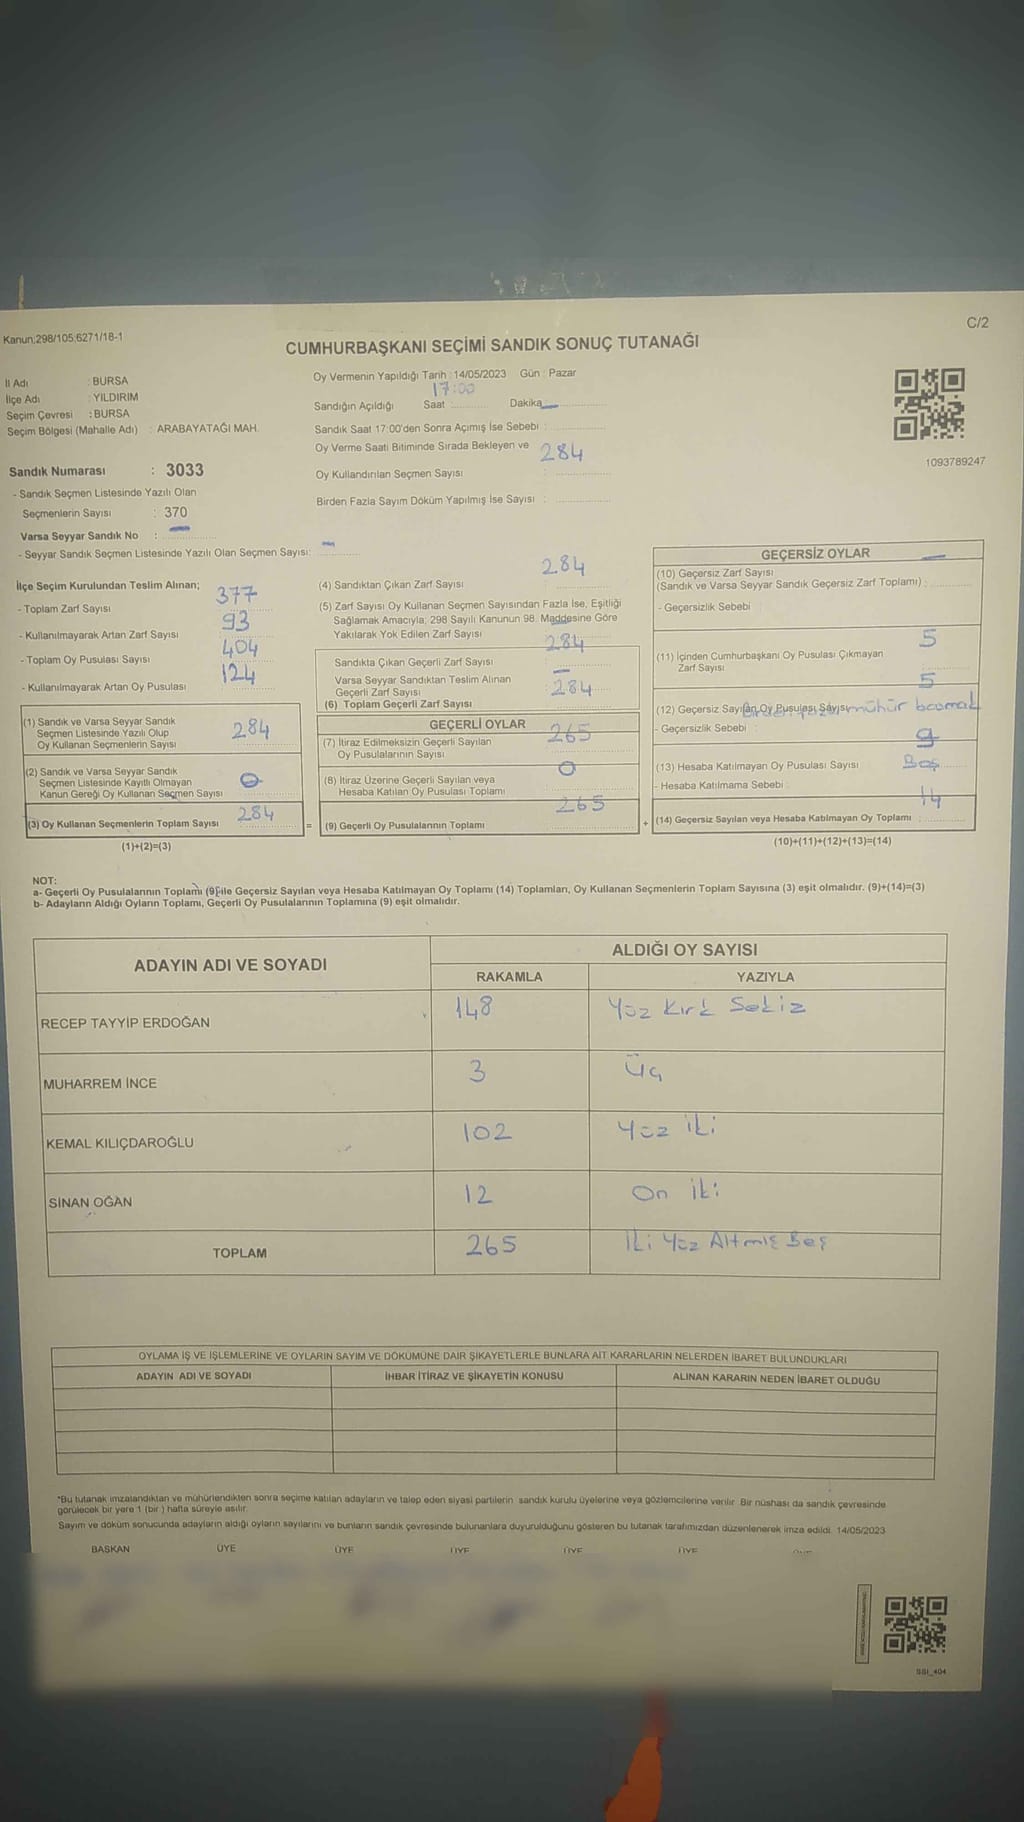 Kanun;298/105;6271/18-1
C/2
CUMHURBAŞKANI SEÇİMİ SANDIK SONUÇ TUTANAĞI
İl Adı : BURSA
İlçe Adı : YILDIRIM
Seçim Çevresi : BURSA
Seçim Bölgesi (Mahalle Adı) : ARABAYATAĞI MAH.
Oy Vermenin Yapıldığı Tarih : 14/05/2023 Gün : Pazar
Sandığın Açıldığı Saat 17:00 Dakika —
Sandık Saat 17:00'den Sonra Açımış İse Sebebi :
Oy Verme Saati Bitiminde Sırada Bekleyen ve
Oy Kullandırılan Seçmen Sayısı : 284
Birden Fazla Sayım Döküm Yapılmış İse Sayısı :
1093789247
Sandık Numarası : 3033
- Sandık Seçmen Listesinde Yazılı Olan
Seçmenlerin Sayısı : 370
Varsa Seyyar Sandık No : —
- Seyyar Sandık Seçmen Listesinde Yazılı Olan Seçmen Sayısı: —
İlçe Seçim Kurulundan Teslim Alınan;
- Toplam Zarf Sayısı 377
- Kullanılmayarak Artan Zarf Sayısı 93
- Toplam Oy Pusulası Sayısı 404
- Kullanılmayarak Artan Oy Pusulası 124
(1) Sandık ve Varsa Seyyar Sandık
Seçmen Listesinde Yazılı Olup
Oy Kullanan Seçmenlerin Sayısı 284
(2) Sandık ve Varsa Seyyar Sandık
Seçmen Listesinde Kayıtlı Olmayan
Kanun Gereği Oy Kullanan Seçmen Sayısı 0
(3) Oy Kullanan Seçmenlerin Toplam Sayısı 284
(1)+(2)=(3)
(4) Sandıktan Çıkan Zarf Sayısı 284
(5) Zarf Sayısı Oy Kullanan Seçmen Sayısından Fazla İse, Eşitliği
Sağlamak Amacıyla; 298 Sayılı Kanunun 98. Maddesine Göre
Yakılarak Yok Edilen Zarf Sayısı —
Sandıkta Çıkan Geçerli Zarf Sayısı 284
Varsa Seyyar Sandıktan Teslim Alınan
Geçerli Zarf Sayısı —
(6) Toplam Geçerli Zarf Sayısı 284
GEÇERLİ OYLAR
(7) İtiraz Edilmeksizin Geçerli Sayılan
Oy Pusulalarının Sayısı 265
(8) İtiraz Üzerine Geçerli Sayılan veya
Hesaba Katılan Oy Pusulası Toplamı 0
= (9) Geçerli Oy Pusulalarının Toplamı 265
GEÇERSİZ OYLAR
(10) Geçersiz Zarf Sayısı —
(Sandık ve Varsa Seyyar Sandık Geçersiz Zarf Toplamı) :
- Geçersizlik Sebebi
(11) İçinden Cumhurbaşkanı Oy Pusulası Çıkmayan
Zarf Sayısı 5
(12) Geçersiz Sayılan Oy Pusulası Sayısı 5
- Geçersizlik Sebebi Birden fazla mühür basmak
(13) Hesaba Katılmayan Oy Pusulası Sayısı 9
- Hesaba Katılmama Sebebi Boş
+ (14) Geçersiz Sayılan veya Hesaba Katılmayan Oy Toplamı : 14
(10)+(11)+(12)+(13)=(14)
NOT:
a- Geçerli Oy Pusulalarının Toplamı (9) ile Geçersiz Sayılan veya Hesaba Katılmayan Oy Toplamı (14) Toplamları, Oy Kullanan Seçmenlerin Toplam Sayısına (3) eşit olmalıdır. (9)+(14)=(3)
b- Adayların Aldığı Oyların Toplamı, Geçerli Oy Pusulalarının Toplamına (9) eşit olmalıdır.
ADAYIN ADI VE SOYADI
ALDIĞI OY SAYISI
RAKAMLA YAZIYLA
RECEP TAYYİP ERDOĞAN 148 Yüz Kırk Sekiz
MUHARREM İNCE 3 Üç
KEMAL KILIÇDAROĞLU 102 Yüz iki
SİNAN OĞAN 12 On iki
TOPLAM 265 İki Yüz Altmış Beş
OYLAMA İŞ VE İŞLEMLERİNE VE OYLARIN SAYIM VE DÖKÜMÜNE DAİR ŞİKAYETLERLE BUNLARA AİT KARARLARIN NELERDEN İBARET BULUNDUKLARI
ADAYIN ADI VE SOYADI İHBAR İTİRAZ VE ŞİKAYETİN KONUSU ALINAN KARARIN NEDEN İBARET OLDUĞU
*Bu tutanak imzalandıktan ve mühürlendikten sonra seçime katılan adayların ve talep eden siyasi partilerin sandık kurulu üyelerine veya gözlemcilerine verilir. Bir nüshası da sandık çevresinde
görülecek bir yere 1 (bir ) hafta süreyle asılır.
Sayım ve döküm sonucunda adayların aldığı oyların sayılarını ve bunların sandık çevresinde bulunanlara duyurulduğunu gösteren bu tutanak tarafımızdan düzenlenerek imza edildi. 14/05/2023
BAŞKAN ÜYE ÜYE ÜYE ÜYE ÜYE
SSI_404